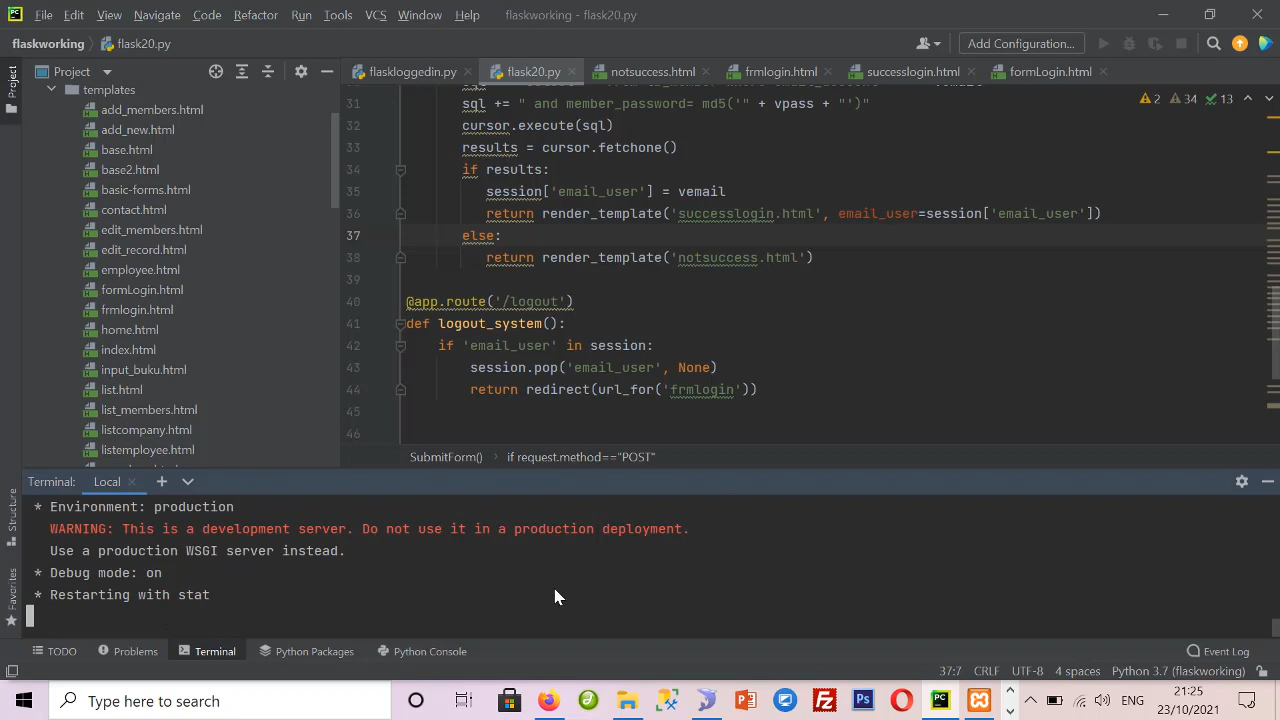 File Edit View Navigate Code Refactor Run Tools VCS Window Help flaskworking - flask20.py
flaskworking flask20.py Add Configuration...
Project
flaskloggedin.py flask20.py notsuccess.html frmlogin.html successlogin.html formLogin.html
Project
templates
add_members.html
add_new.html
base.html
base2.html
basic-forms.html
contact.html
edit_members.html
edit_record.html
employee.html
formLogin.html
frmlogin.html
home.html
index.html
input_buku.html
list.html
list_members.html
listcompany.html
listemployee.html
2 34 13
31 sql += " and member_password= md5('" + vpass + "')"
32 cursor.execute(sql)
33 results = cursor.fetchone()
34 if results:
35 session['email_user'] = vemail
36 return render_template('successlogin.html', email_user=session['email_user'])
37 else:
38 return render_template('notsuccess.html')
39
40 @app.route('/logout')
41 def logout_system():
42 if 'email_user' in session:
43 session.pop('email_user', None)
44 return redirect(url_for('frmlogin'))
45
46
SubmitForm() if request.method=="POST"
Structure
Favorites
Terminal: Local
* Environment: production
WARNING: This is a development server. Do not use it in a production deployment.
Use a production WSGI server instead.
* Debug mode: on
* Restarting with stat
TODO Problems Terminal Python Packages Python Console Event Log
37:7 CRLF UTF-8 4 spaces Python 3.7 (flaskworking)
Type here to search
ENG
21:25
23/10/2021